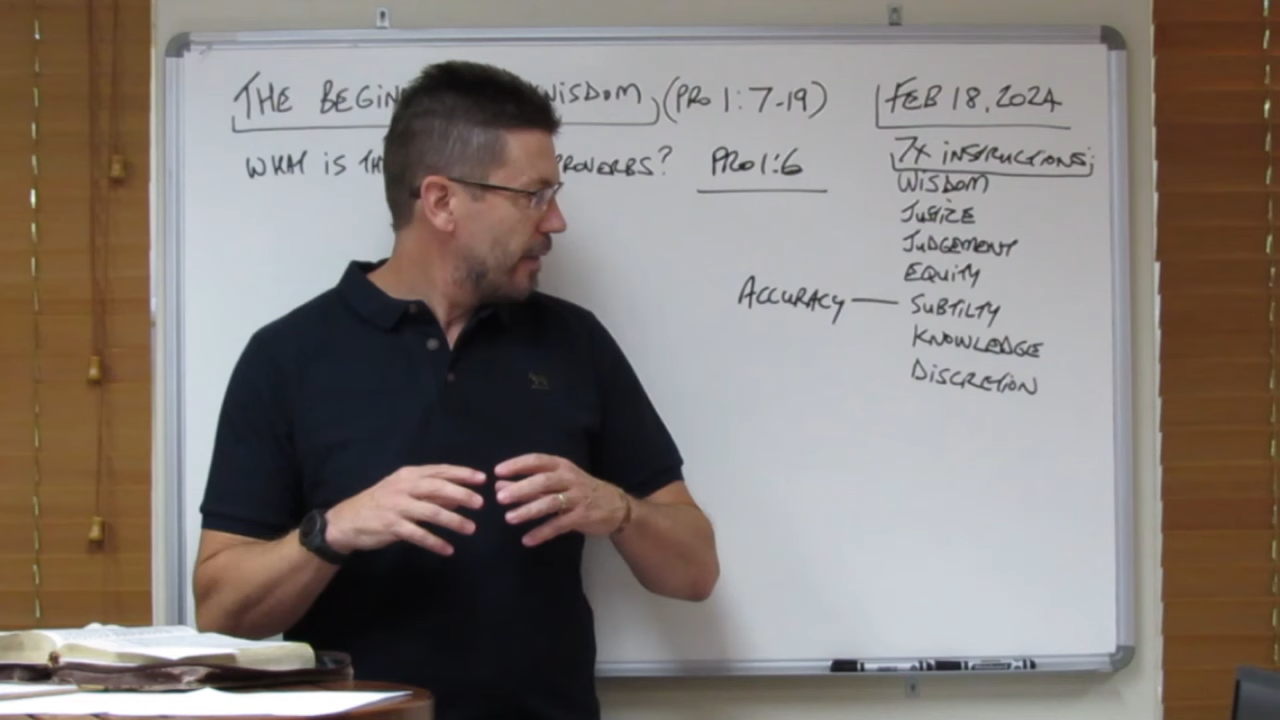 THE BEGIN WISDOM (PRO 1:7-19)
WHAT IS TH ROVERBS? PRO 1:6
FEB 18, 2024
7X INSTRUCTIONS;
WISDOM
JUSTICE
JUDGEMENT
EQUITY
ACCURACY — SUBTILTY
KNOWLEDGE
DISCRETION